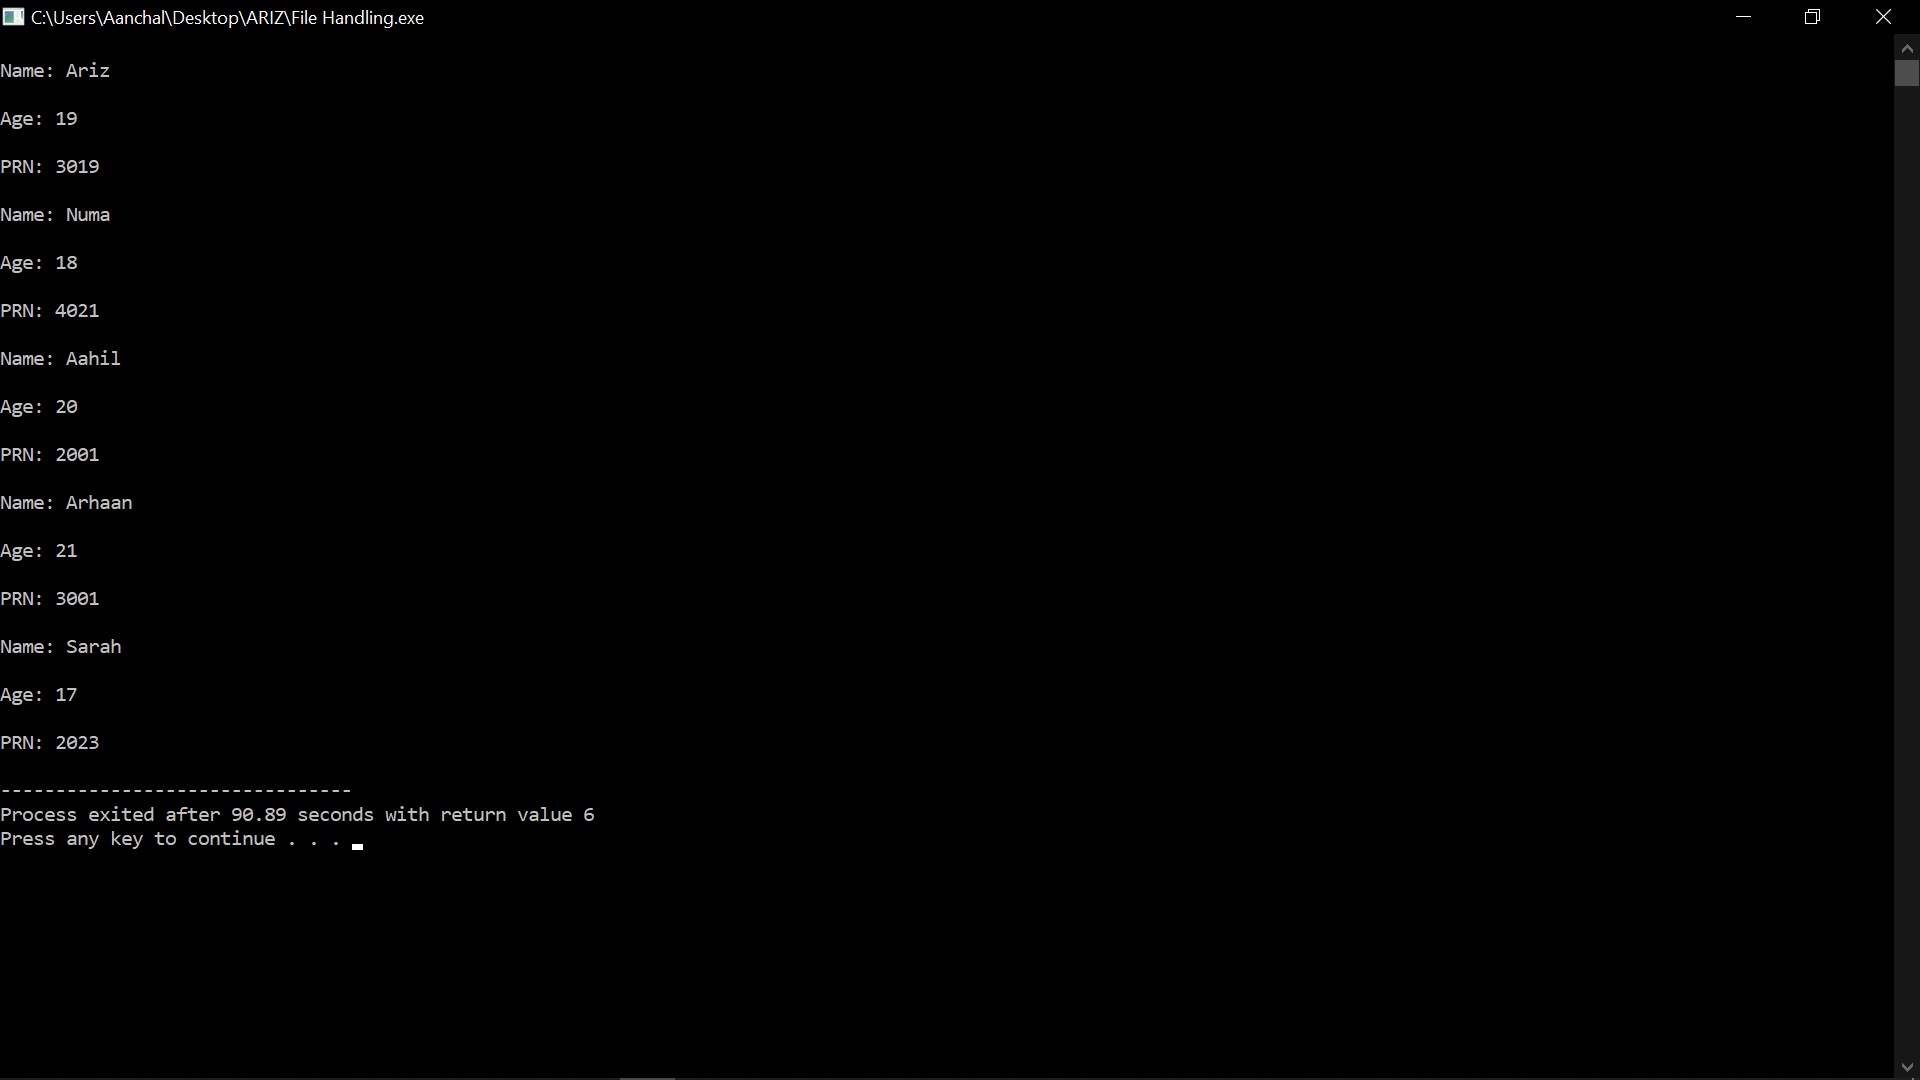 C:\Users\Aanchal\Desktop\ARIZ\File Handling.exe
Name: Ariz
Age: 19
PRN: 3019
Name: Numa
Age: 18
PRN: 4021
Name: Aahil
Age: 20
PRN: 2001
Name: Arhaan
Age: 21
PRN: 3001
Name: Sarah
Age: 17
PRN: 2023
--------------------------------
Process exited after 90.89 seconds with return value 6
Press any key to continue . . .